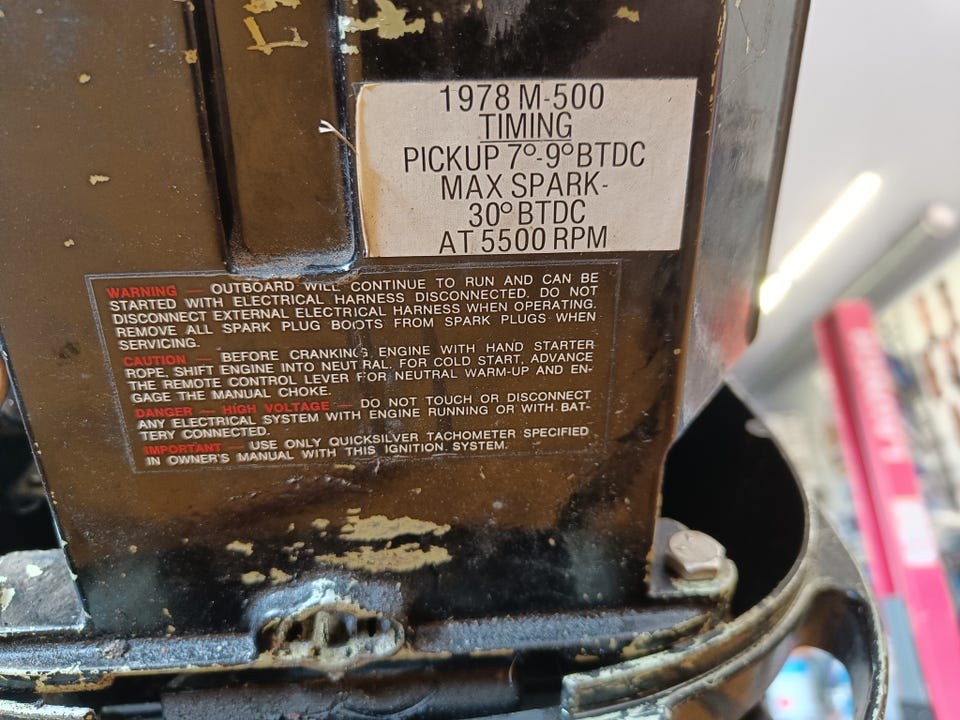 1978 M-500
TIMING
PICKUP 7°-9° BTDC
MAX SPARK-
30° BTDC
AT 5500 RPM
WARNING — OUTBOARD WILL CONTINUE TO RUN AND CAN BE
STARTED WITH ELECTRICAL HARNESS DISCONNECTED. DO NOT
DISCONNECT EXTERNAL ELECTRICAL HARNESS WHEN OPERATING.
REMOVE ALL SPARK PLUG BOOTS FROM SPARK PLUGS WHEN
SERVICING.
CAUTION — BEFORE CRANKING ENGINE WITH HAND STARTER
ROPE, SHIFT ENGINE INTO NEUTRAL. FOR COLD START, ADVANCE
THE REMOTE CONTROL LEVER FOR NEUTRAL WARM-UP AND EN-
GAGE THE MANUAL CHOKE.
DANGER — HIGH VOLTAGE — DO NOT TOUCH OR DISCONNECT
ANY ELECTRICAL SYSTEM WITH ENGINE RUNNING OR WITH BAT-
TERY CONNECTED.
IMPORTANT USE ONLY QUICKSILVER TACHOMETER SPECIFIED
IN OWNER'S MANUAL WITH THIS IGNITION SYSTEM.